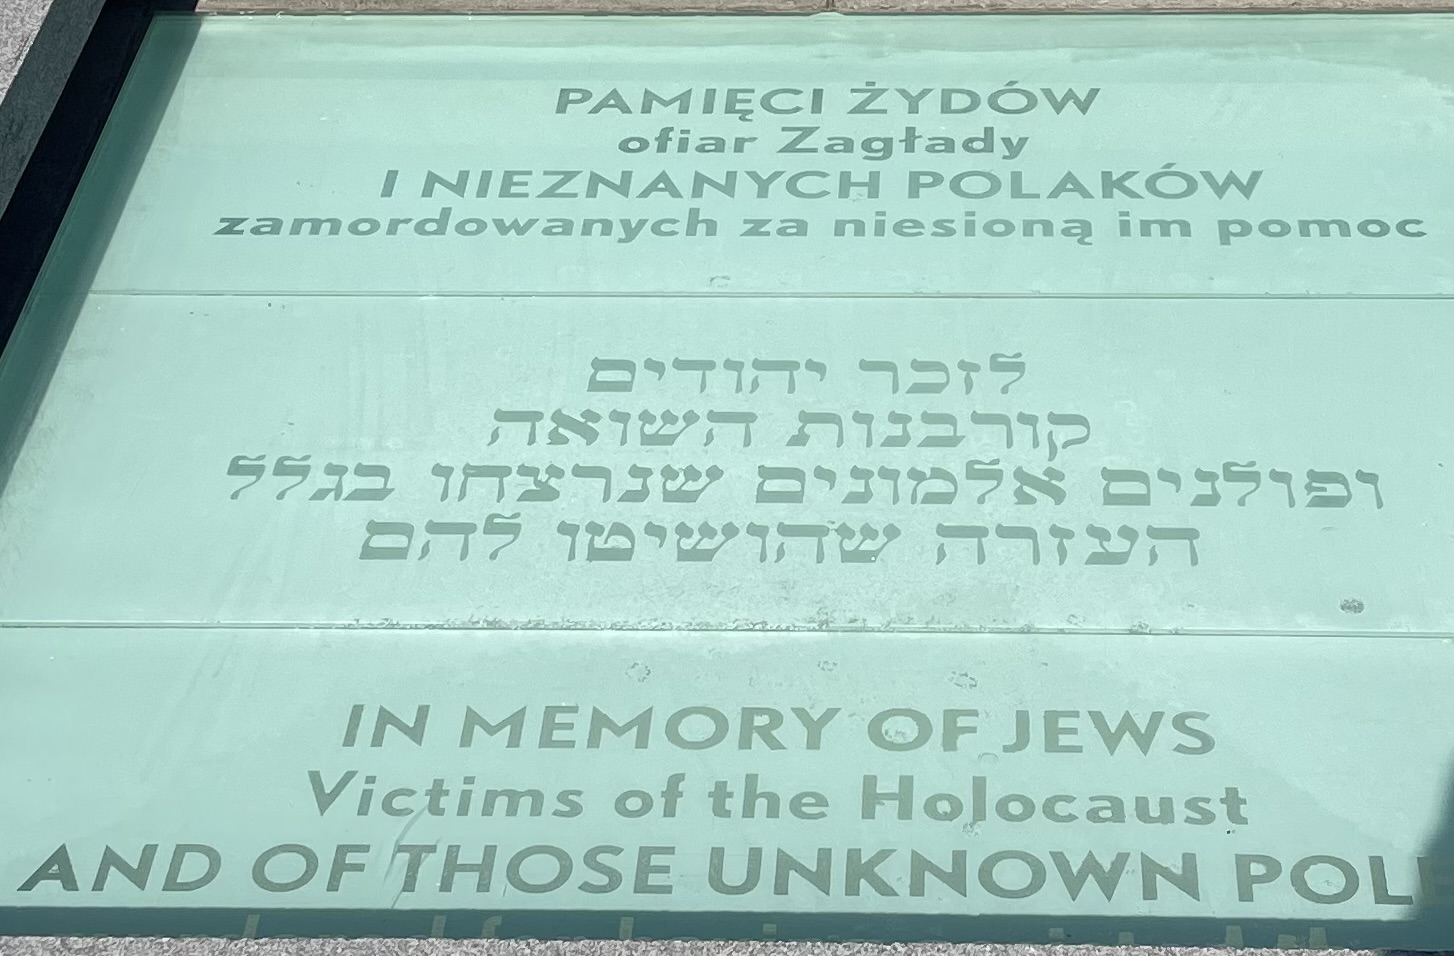 PAMIĘCI ŻYDÓW
ofiar Zagłady
I NIEZNANYCH POLAKÓW
zamordowanych za niesioną im pomoc
לזכר יהודים
קורבנות השואה
ופולנים אלמונים שנרצחו בגלל
העזרה שהושיטו להם
IN MEMORY OF JEWS
Victims of the Holocaust
AND OF THOSE UNKNOWN